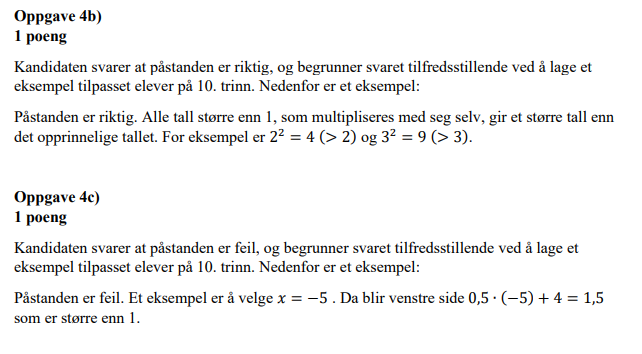 Oppgave 4b)
1 poeng
Kandidaten svarer at påstanden er riktig, og begrunner svaret tilfredsstillende ved å lage et
eksempel tilpasset elever på 10. trinn. Nedenfor er et eksempel:
Påstanden er riktig. Alle tall større enn 1, som multipliseres med seg selv, gir et større tall enn
det opprinnelige tallet. For eksempel er 2² = 4 (> 2) og 3² = 9 (> 3).
Oppgave 4c)
1 poeng
Kandidaten svarer at påstanden er feil, og begrunner svaret tilfredsstillende ved å lage et
eksempel tilpasset elever på 10. trinn. Nedenfor er et eksempel:
Påstanden er feil. Et eksempel er å velge x = −5 . Da blir venstre side 0,5 · (−5) + 4 = 1,5
som er større enn 1.